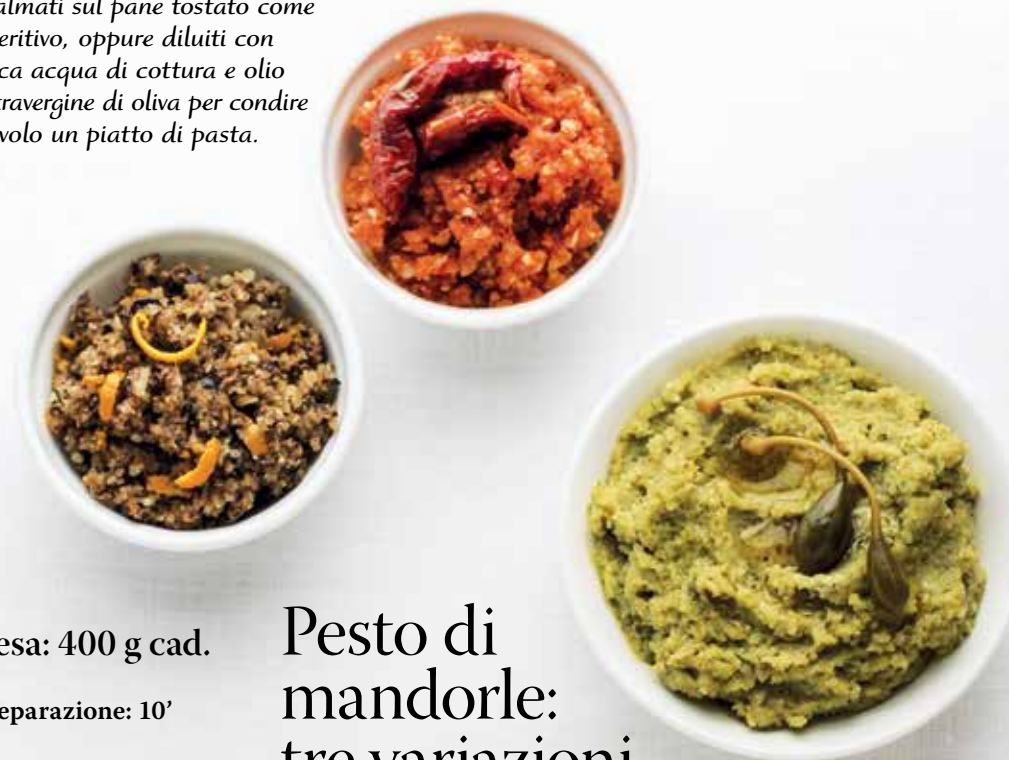 almati sul pane tostato come
eritivo, oppure diluiti con
ca acqua di cottura e olio
travergine di oliva per condire
volo un piatto di pasta.
esa: 400 g cad.
eparazione: 10’
Pesto di
mandorle:
tre variazioni